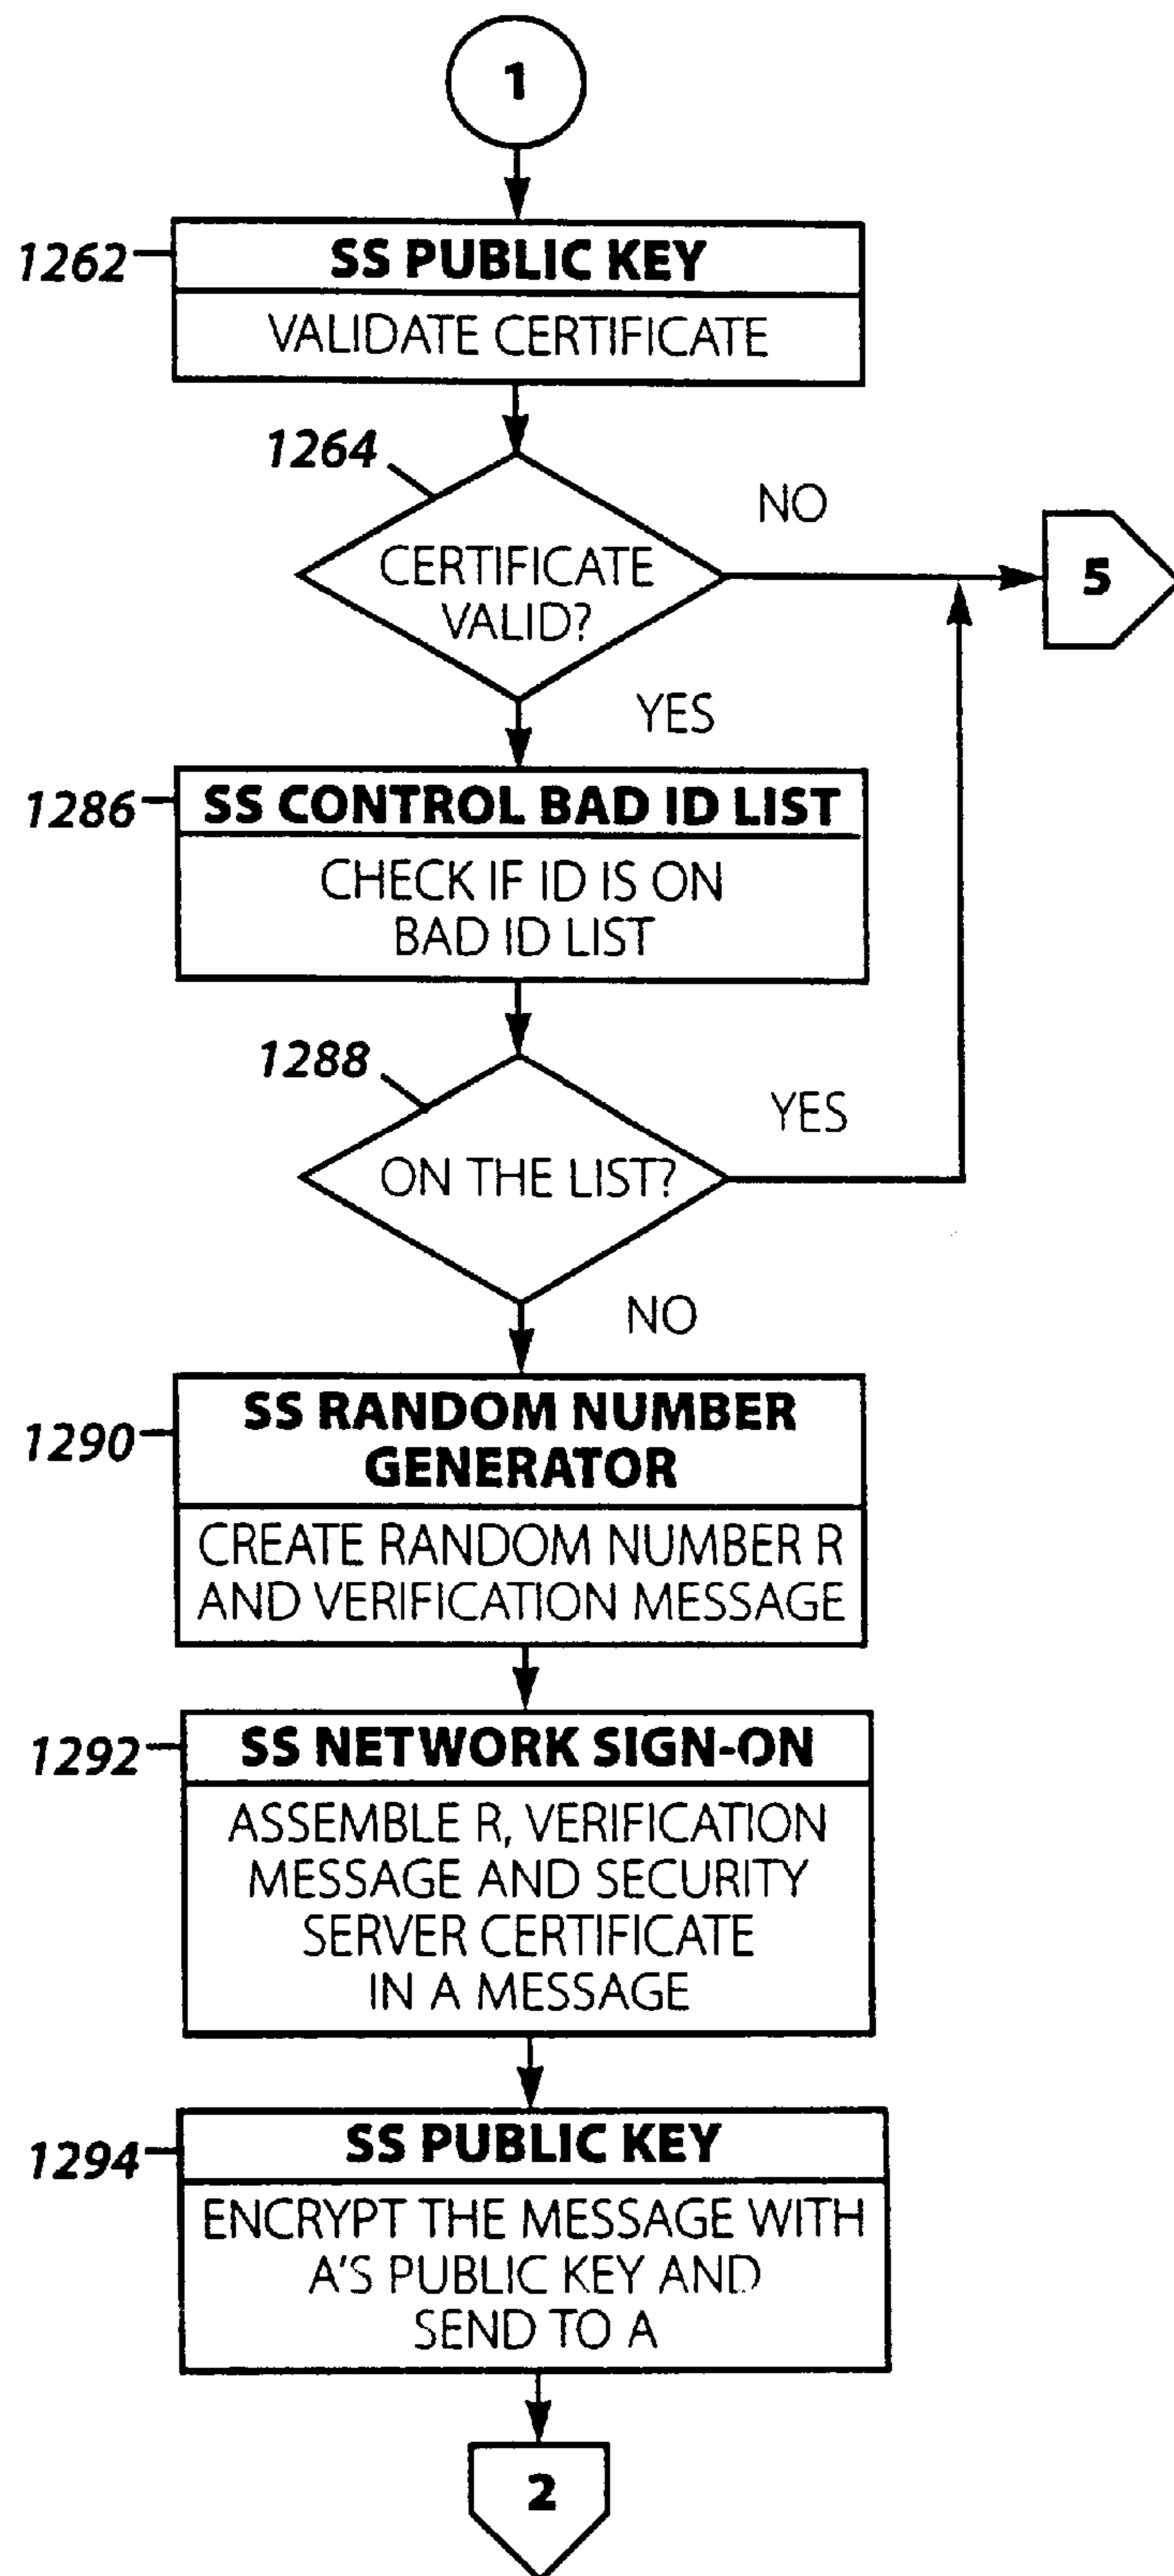 1
1262
SS PUBLIC KEY
VALIDATE CERTIFICATE
1264
NO
CERTIFICATE
VALID?
5
YES
1286
SS CONTROL BAD ID LIST
CHECK IF ID IS ON
BAD ID LIST
1288
YES
ON THE LIST?
NO
1290
SS RANDOM NUMBER
GENERATOR
CREATE RANDOM NUMBER R
AND VERIFICATION MESSAGE
1292
SS NETWORK SIGN-ON
ASSEMBLE R, VERIFICATION
MESSAGE AND SECURITY
SERVER CERTIFICATE
IN A MESSAGE
1294
SS PUBLIC KEY
ENCRYPT THE MESSAGE WITH
A'S PUBLIC KEY AND
SEND TO A
2